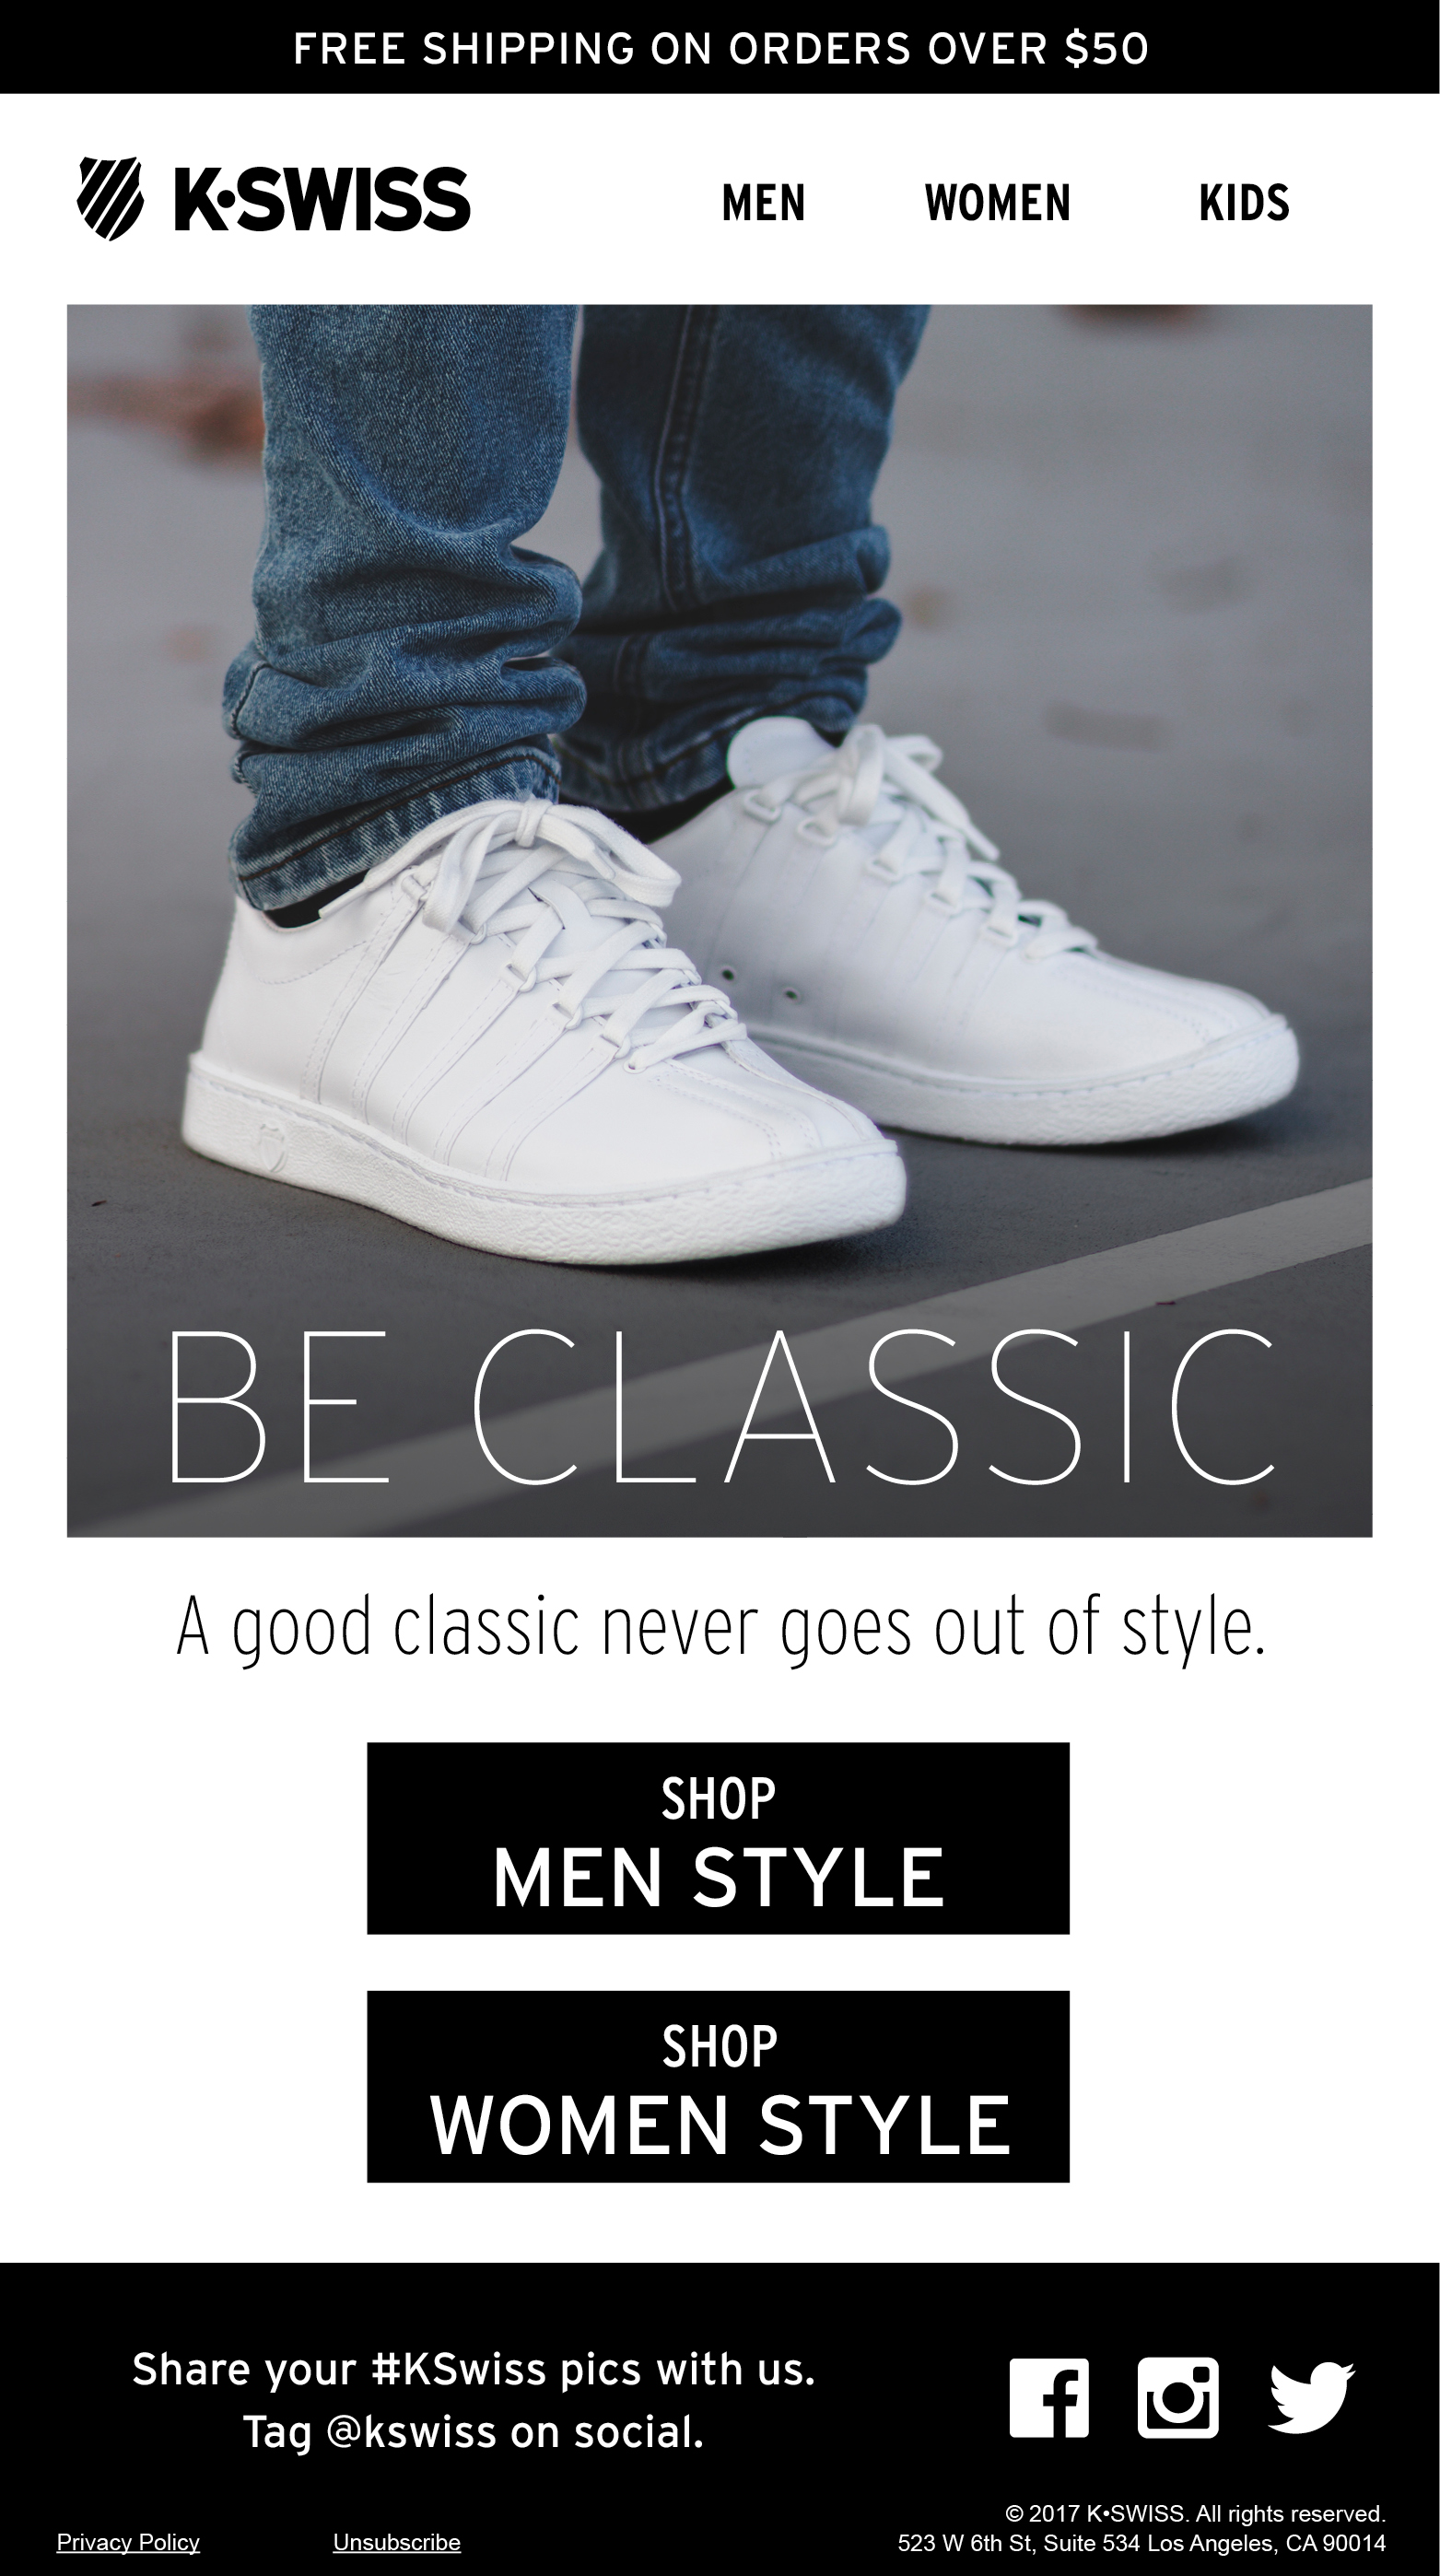 FREE SHIPPING ON ORDERS OVER $50
K•SWISS
MEN WOMEN KIDS
BE CLASSIC
A good classic never goes out of style.
SHOP
MEN STYLE
SHOP
WOMEN STYLE
Share your #KSwiss pics with us.
Tag @kswiss on social.
Privacy Policy Unsubscribe
© 2017 K•SWISS. All rights reserved.
523 W 6th St, Suite 534 Los Angeles, CA 90014